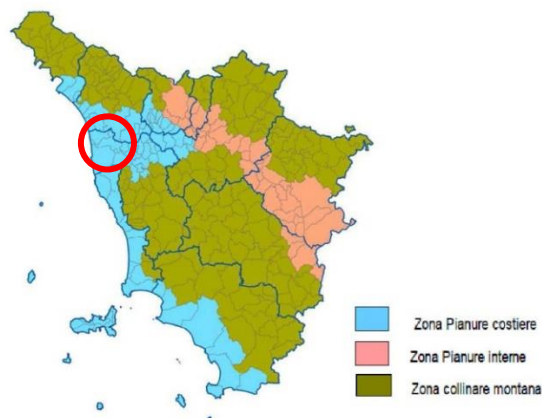 Zona Pianure costiere
Zona Pianure interne
Zona collinare montana